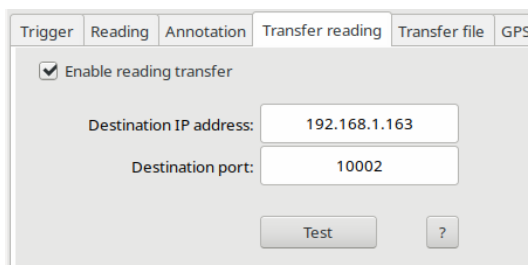 Trigger Reading Annotation Transfer reading Transfer file GPS
Enable reading transfer
Destination IP address: 192.168.1.163
Destination port: 10002
Test ?